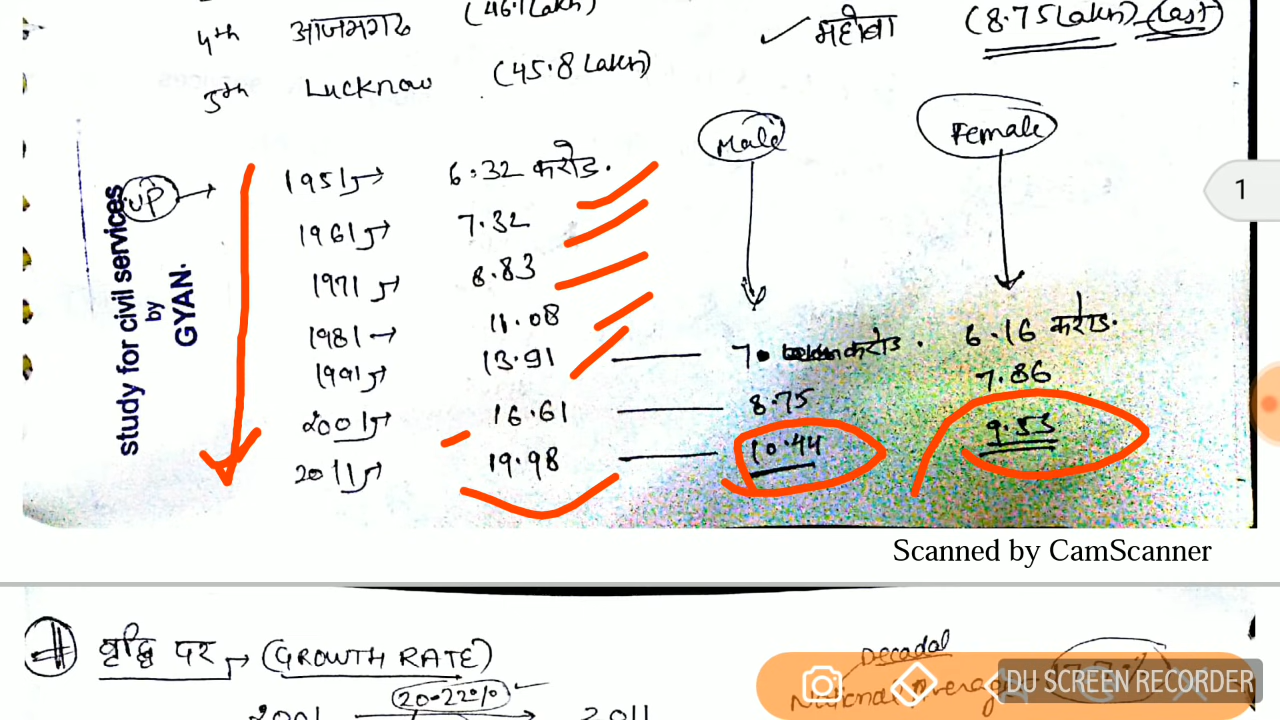 4th आजमगढ (46.1 Lakh)
✓ महोबा (8.75 Lakh) Last
5th Lucknow (45.8 Lakh)
Male Female
UP → 1951 → 6.32 करोड.
1961 → 7.32
1971 → 8.83
1981 → 11.08
1991 → 13.91 — 7 करोड. 6.16 करोड.
2001 → 16.61 — 8.75 7.86
2011 → 19.98 — 10.44 9.53
study for civil services
by
GYAN.
1
Scanned by CamScanner
# वृद्धि दर → (GROWTH RATE)
Decadal
National Average
20.22%
2001 → 2011
DU SCREEN RECORDER